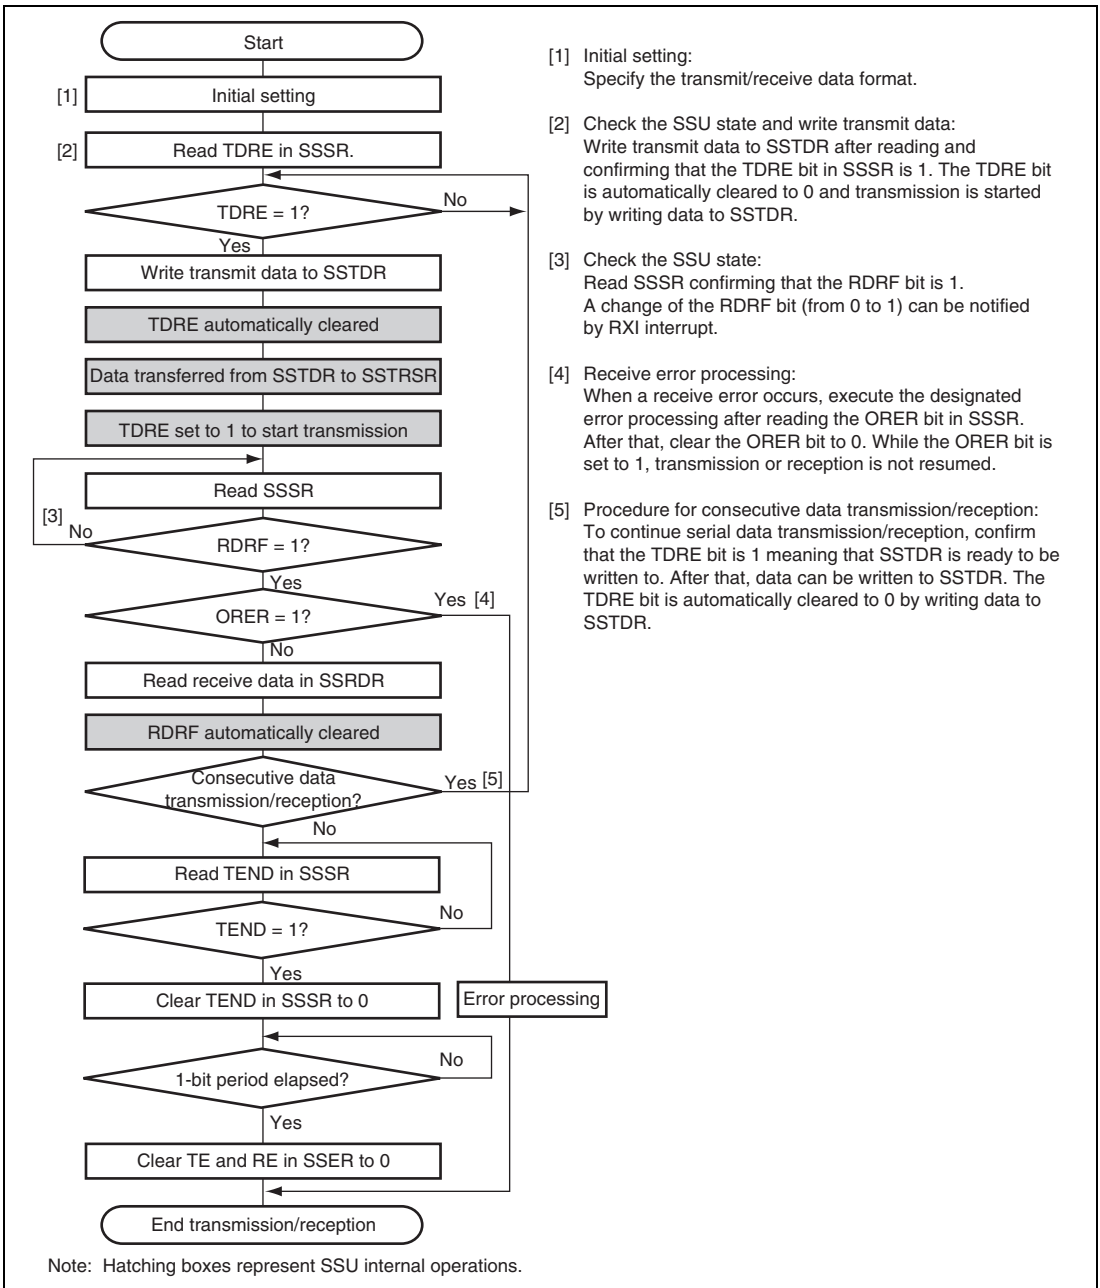 Start
[1] Initial setting
[2] Read TDRE in SSSR.
TDRE = 1?
No
Yes
Write transmit data to SSTDR
TDRE automatically cleared
Data transferred from SSTDR to SSTRSR
TDRE set to 1 to start transmission
Read SSSR
[3]
No
RDRF = 1?
Yes
ORER = 1?
Yes [4]
No
Read receive data in SSRDR
RDRF automatically cleared
Consecutive data
transmission/reception?
Yes [5]
No
Read TEND in SSSR
TEND = 1?
No
Yes
Clear TEND in SSSR to 0
Error processing
1-bit period elapsed?
No
Yes
Clear TE and RE in SSER to 0
End transmission/reception
[1] Initial setting:
Specify the transmit/receive data format.
[2] Check the SSU state and write transmit data:
Write transmit data to SSTDR after reading and
confirming that the TDRE bit in SSSR is 1. The TDRE bit
is automatically cleared to 0 and transmission is started
by writing data to SSTDR.
[3] Check the SSU state:
Read SSSR confirming that the RDRF bit is 1.
A change of the RDRF bit (from 0 to 1) can be notified
by RXI interrupt.
[4] Receive error processing:
When a receive error occurs, execute the designated
error processing after reading the ORER bit in SSSR.
After that, clear the ORER bit to 0. While the ORER bit is
set to 1, transmission or reception is not resumed.
[5] Procedure for consecutive data transmission/reception:
To continue serial data transmission/reception, confirm
that the TDRE bit is 1 meaning that SSTDR is ready to be
written to. After that, data can be written to SSTDR. The
TDRE bit is automatically cleared to 0 by writing data to
SSTDR.
Note: Hatching boxes represent SSU internal operations.